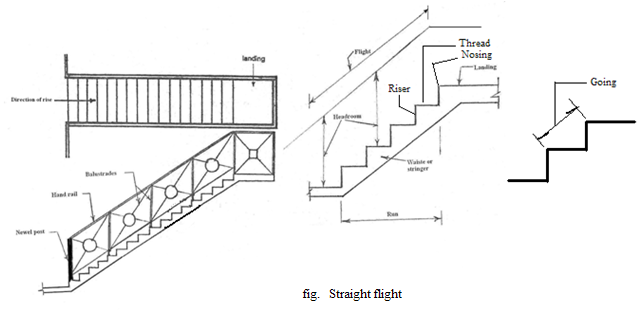 landing
Direction of rise
Balustrades
Hand rail
Newel post
Flight
Thread
Nosing
Landing
Riser
Headroom
Waiste or
stringer
Run
Going
fig. Straight flight